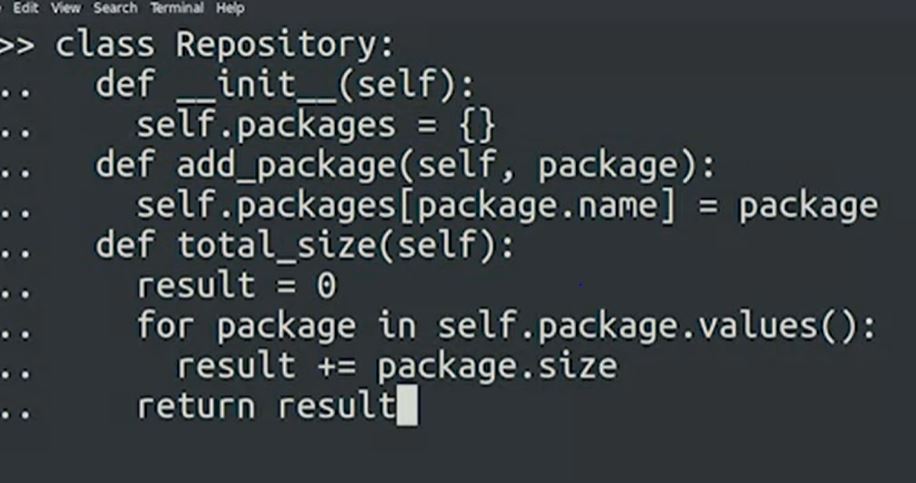 Edit View Search Terminal Help
>> class Repository:
..   def __init__(self):
..     self.packages = {}
..   def add_package(self, package):
..     self.packages[package.name] = package
..   def total_size(self):
..     result = 0
..     for package in self.package.values():
..       result += package.size
..     return result